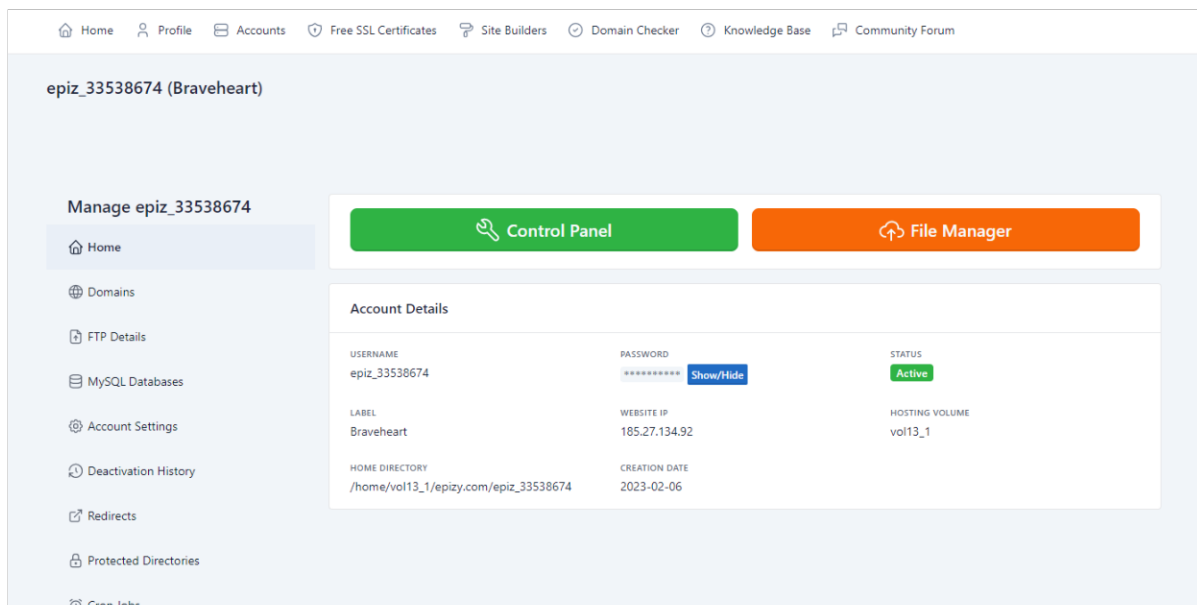 Home Profile Accounts Free SSL Certificates Site Builders Domain Checker Knowledge Base Community Forum
epiz_33538674 (Braveheart)
Manage epiz_33538674
Home
Domains
FTP Details
MySQL Databases
Account Settings
Deactivation History
Redirects
Protected Directories
Cron Jobs
Control Panel File Manager
Account Details
USERNAME PASSWORD STATUS
epiz_33538674 ********** Show/Hide Active
LABEL WEBSITE IP HOSTING VOLUME
Braveheart 185.27.134.92 vol13_1
HOME DIRECTORY CREATION DATE
/home/vol13_1/epizy.com/epiz_33538674 2023-02-06